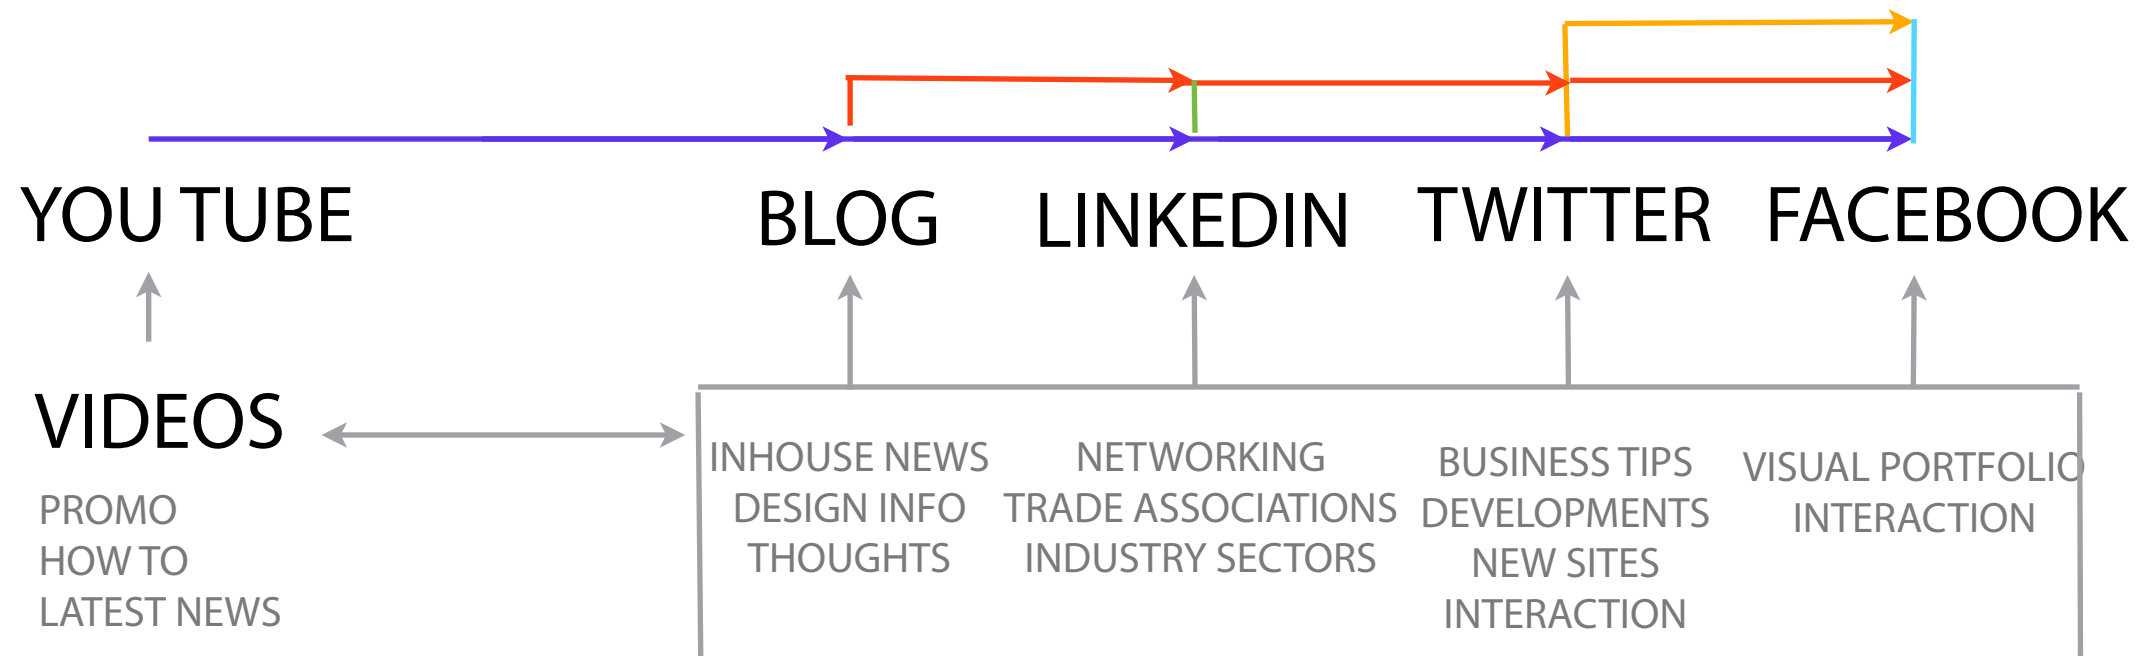 YOU TUBE
BLOG
LINKEDIN
TWITTER
FACEBOOK
VIDEOS
PROMO
HOW TO
LATEST NEWS
INHOUSE NEWS
DESIGN INFO
THOUGHTS
NETWORKING
TRADE ASSOCIATIONS
INDUSTRY SECTORS
BUSINESS TIPS
DEVELOPMENTS
NEW SITES
INTERACTION
VISUAL PORTFOLIO
INTERACTION